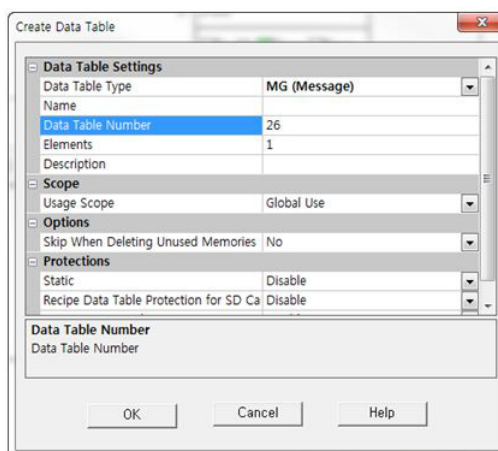 Create Data Table
Data Table Settings
Data Table Type MG (Message)
Name
Data Table Number 26
Elements 1
Description
Scope
Usage Scope Global Use
Options
Skip When Deleting Unused Memories No
Protections
Static Disable
Recipe Data Table Protection for SD Ca Disable
Data Table Number
Data Table Number
OK Cancel Help